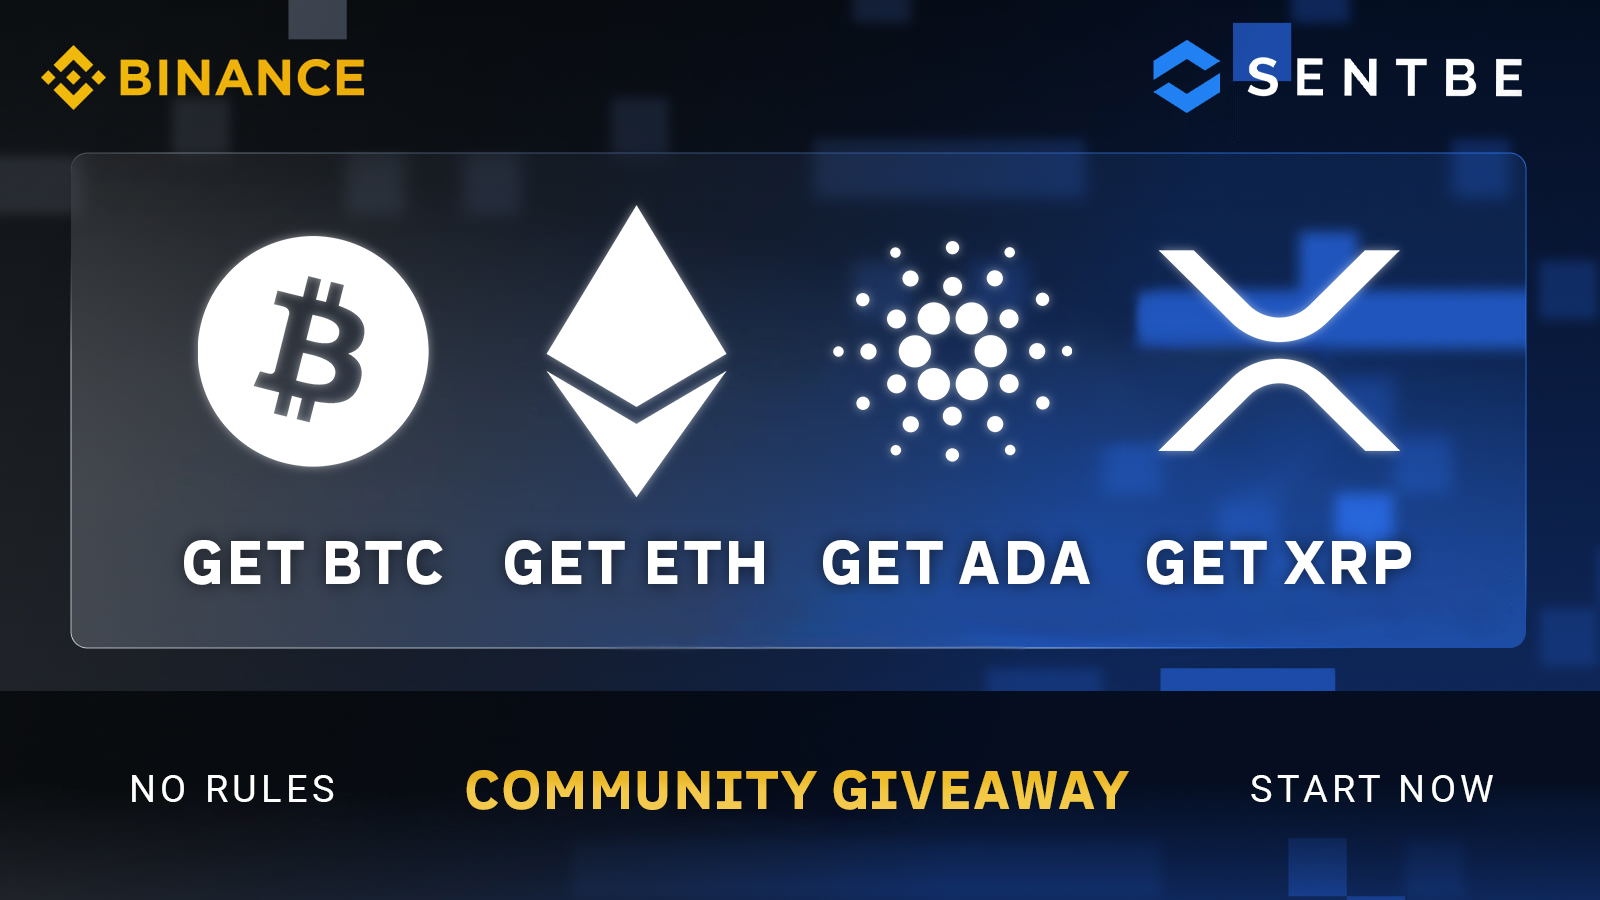 BINANCE
SENTBE
GET BTC
GET ETH
GET ADA
GET XRP
NO RULES
COMMUNITY GIVEAWAY
START NOW